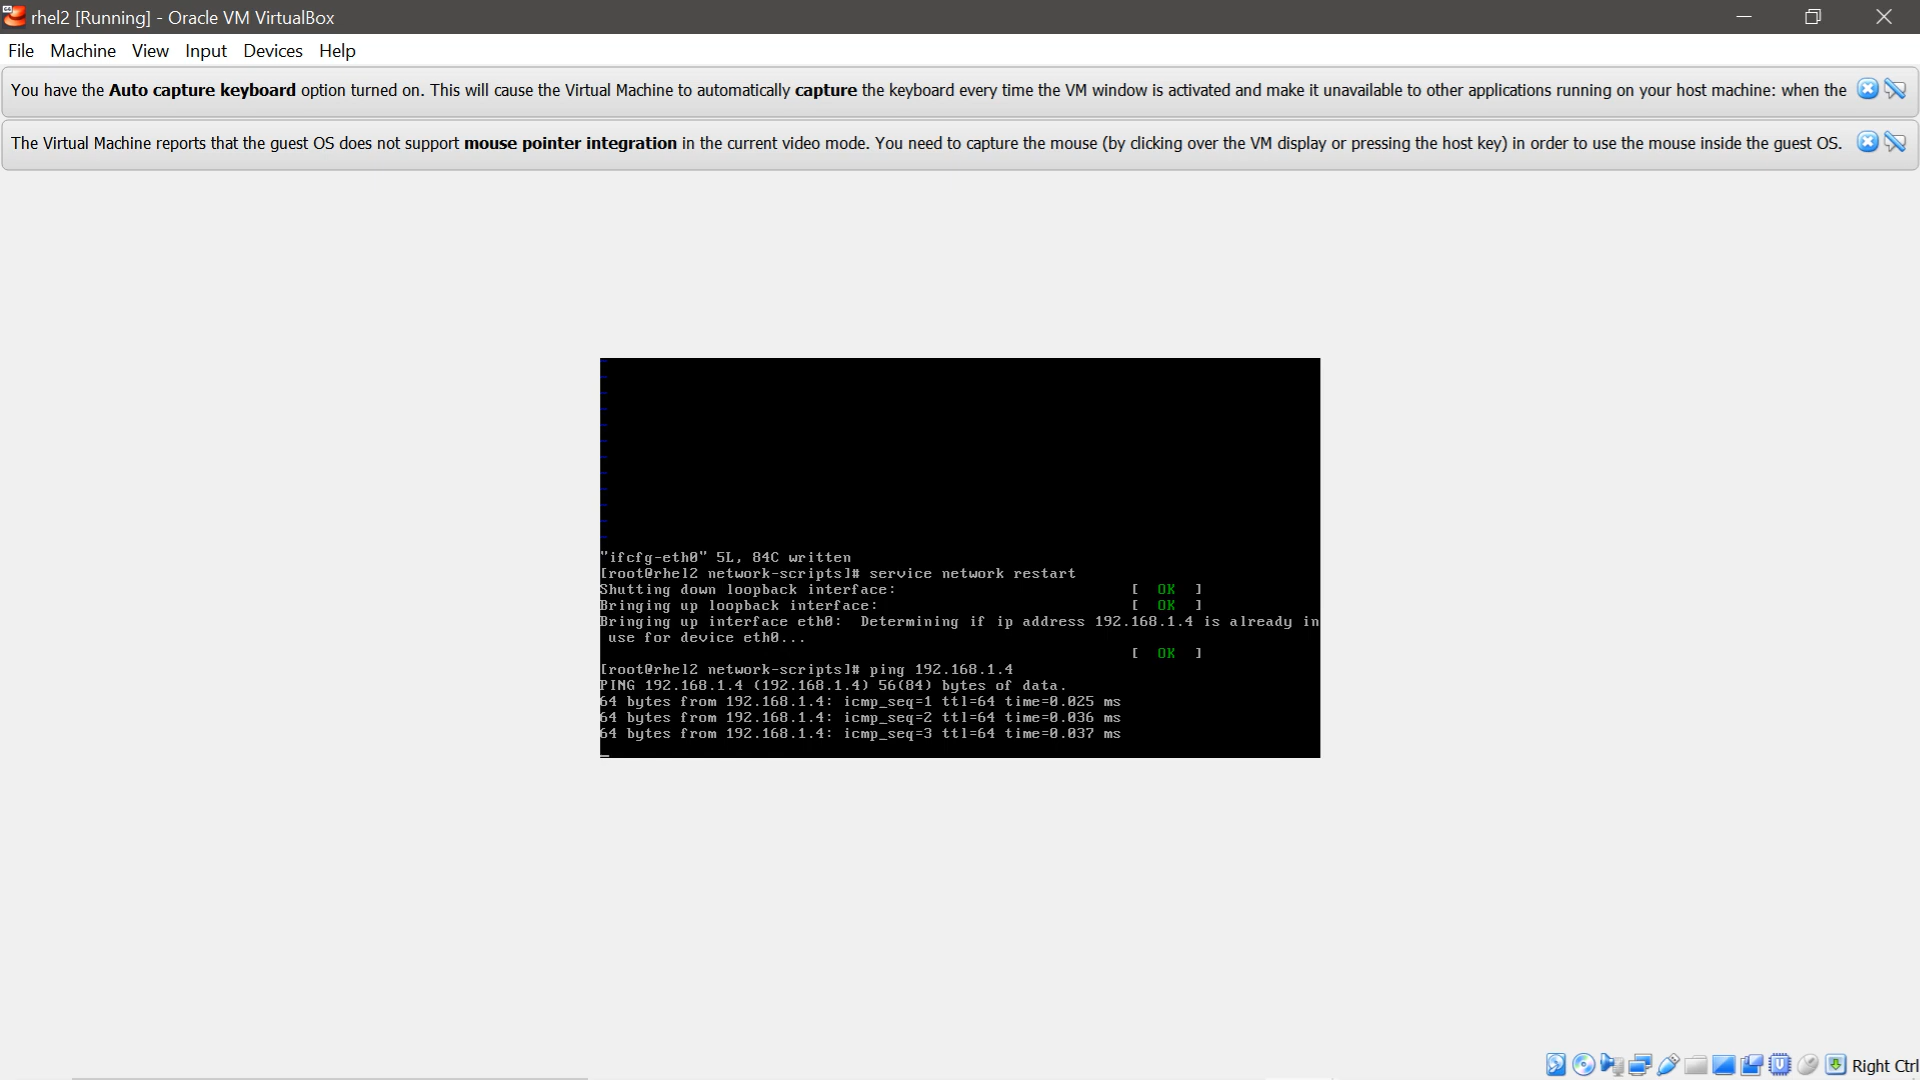 rhel2 [Running] - Oracle VM VirtualBox
File Machine View Input Devices Help
You have the Auto capture keyboard option turned on. This will cause the Virtual Machine to automatically capture the keyboard every time the VM window is activated and make it unavailable to other applications running on your host machine: when the
The Virtual Machine reports that the guest OS does not support mouse pointer integration in the current video mode. You need to capture the mouse (by clicking over the VM display or pressing the host key) in order to use the mouse inside the guest OS.
~
~
~
~
~
~
~
~
~
~
~
~
"ifcfg-eth0" 5L, 84C written
[root@rhel2 network-scripts]# service network restart
Shutting down loopback interface: [ OK ]
Bringing up loopback interface: [ OK ]
Bringing up interface eth0: Determining if ip address 192.168.1.4 is already in
use for device eth0...
[ OK ]
[root@rhel2 network-scripts]# ping 192.168.1.4
PING 192.168.1.4 (192.168.1.4) 56(84) bytes of data.
64 bytes from 192.168.1.4: icmp_seq=1 ttl=64 time=0.025 ms
64 bytes from 192.168.1.4: icmp_seq=2 ttl=64 time=0.036 ms
64 bytes from 192.168.1.4: icmp_seq=3 ttl=64 time=0.037 ms
Right Ctrl